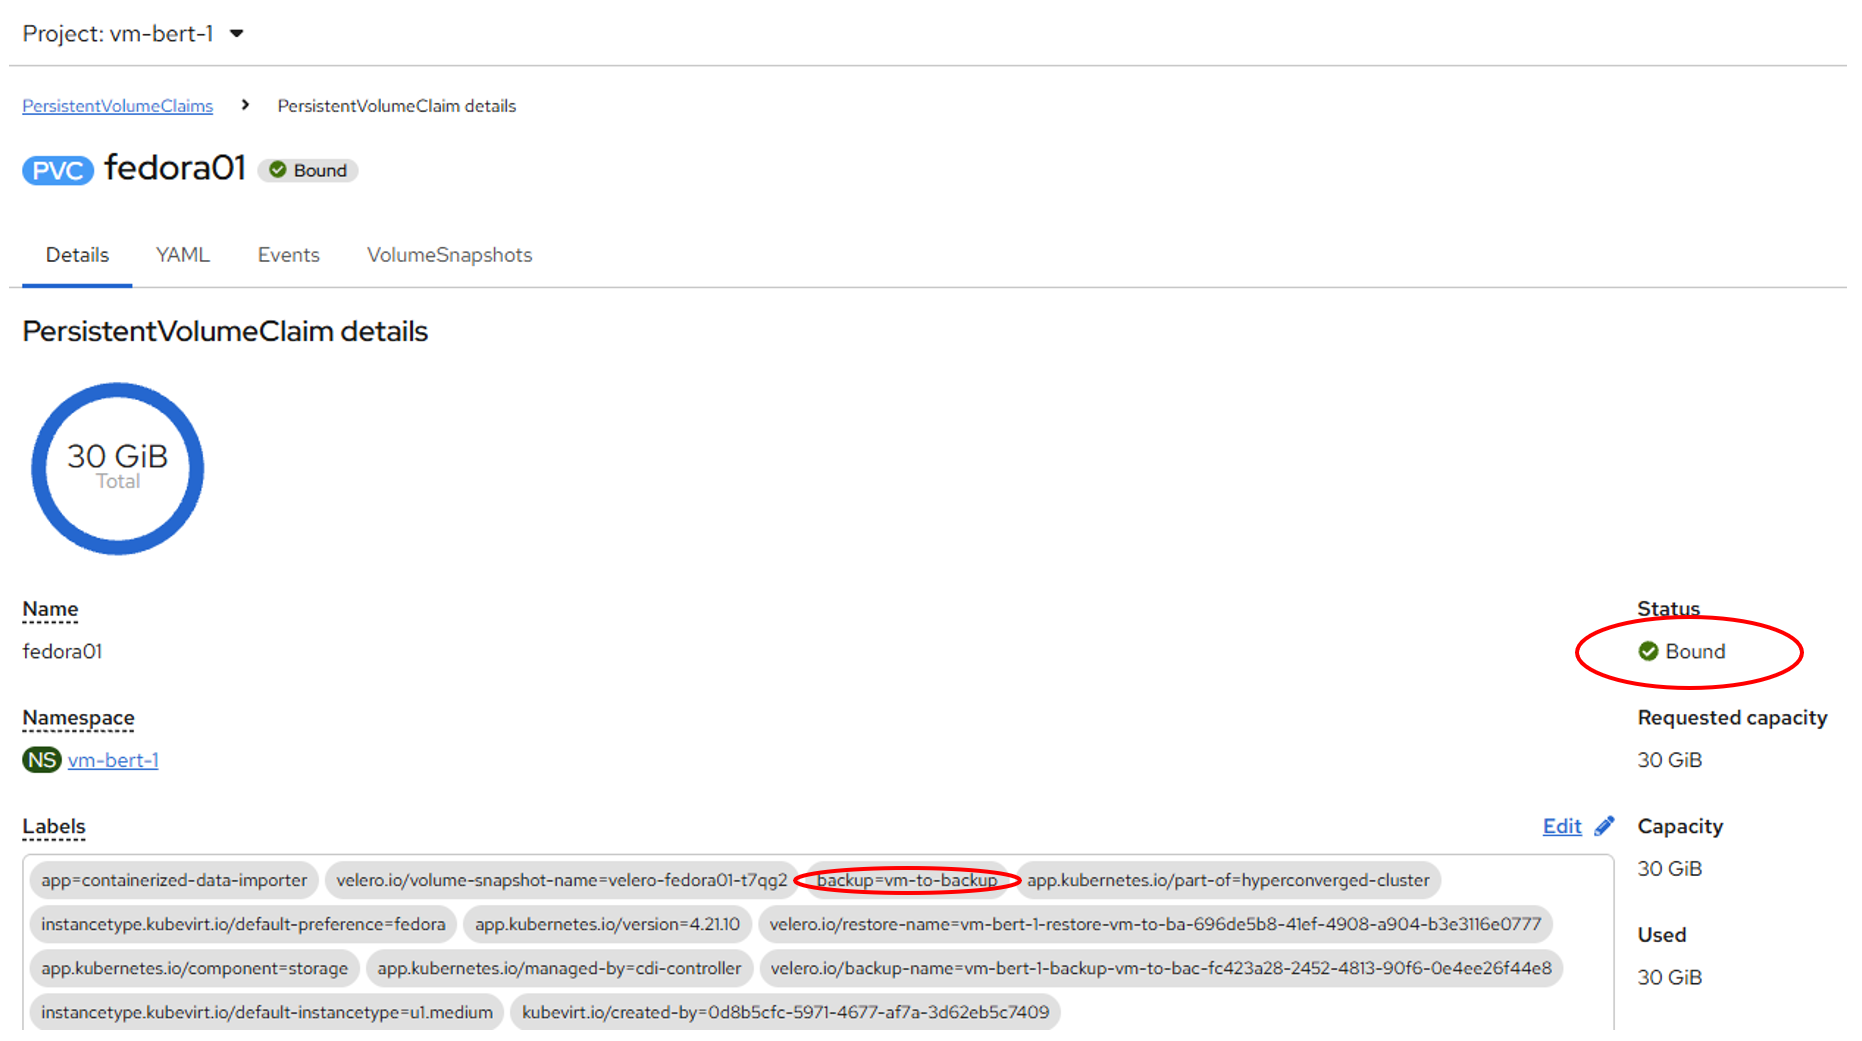 Project: vm-bert-1
PersistentVolumeClaims > PersistentVolumeClaim details
PVC fedora01 Bound
Details YAML Events VolumeSnapshots
PersistentVolumeClaim details
30 GiB
Total
Name
fedora01
Status
Bound
Namespace
NS vm-bert-1
Requested capacity
30 GiB
Labels
Edit
Capacity
30 GiB
app=containerized-data-importer velero.io/volume-snapshot-name=velero-fedora01-t7qg2 backup=vm-to-backup app.kubernetes.io/part-of=hyperconverged-cluster
instancetype.kubevirt.io/default-preference=fedora app.kubernetes.io/version=4.21.10 velero.io/restore-name=vm-bert-1-restore-vm-to-ba-696de5b8-41ef-4908-a904-b3e3116e0777
Used
30 GiB
app.kubernetes.io/component=storage app.kubernetes.io/managed-by=cdi-controller velero.io/backup-name=vm-bert-1-backup-vm-to-bac-fc423a28-2452-4813-90f6-0e4ee26f44e8
instancetype.kubevirt.io/default-instancetype=u1.medium kubevirt.io/created-by=0d8b5cfc-5971-4677-af7a-3d62eb5c7409